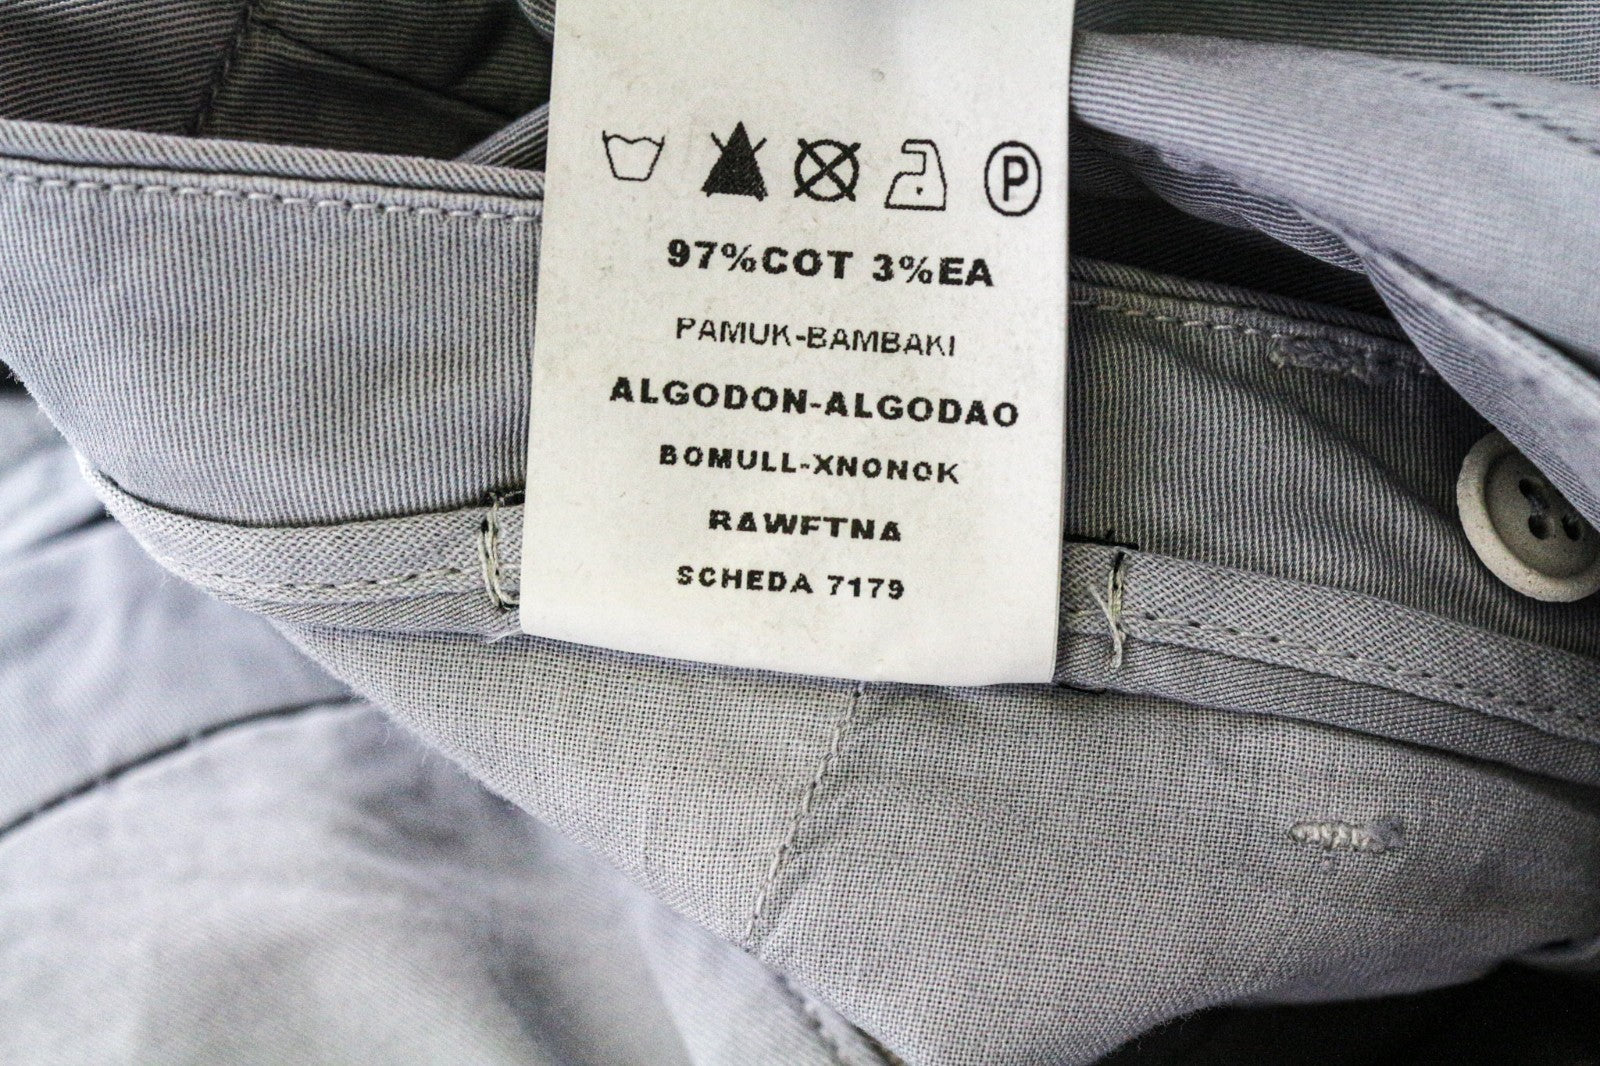 P
97%COT 3%EA
PAMUK-BAMBAKI
ALGODON-ALGODAO
BOMULL-XNONOK
RAWFTNA
SCHEDA 7179